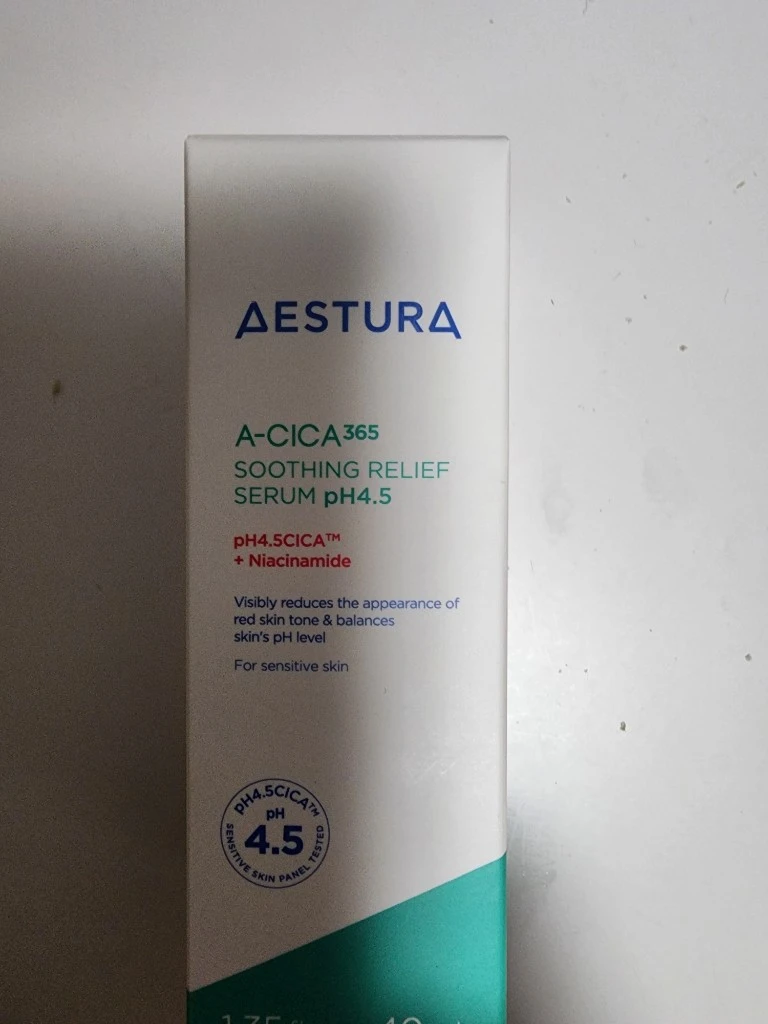 AESTURA
A-CICA365
SOOTHING RELIEF
SERUM pH4.5
pH4.5CICA™
+ Niacinamide
Visibly reduces the appearance of
red skin tone & balances
skin's pH level
For sensitive skin
pH4.5CICA™
pH
4.5
SENSITIVE SKIN PANEL TESTED